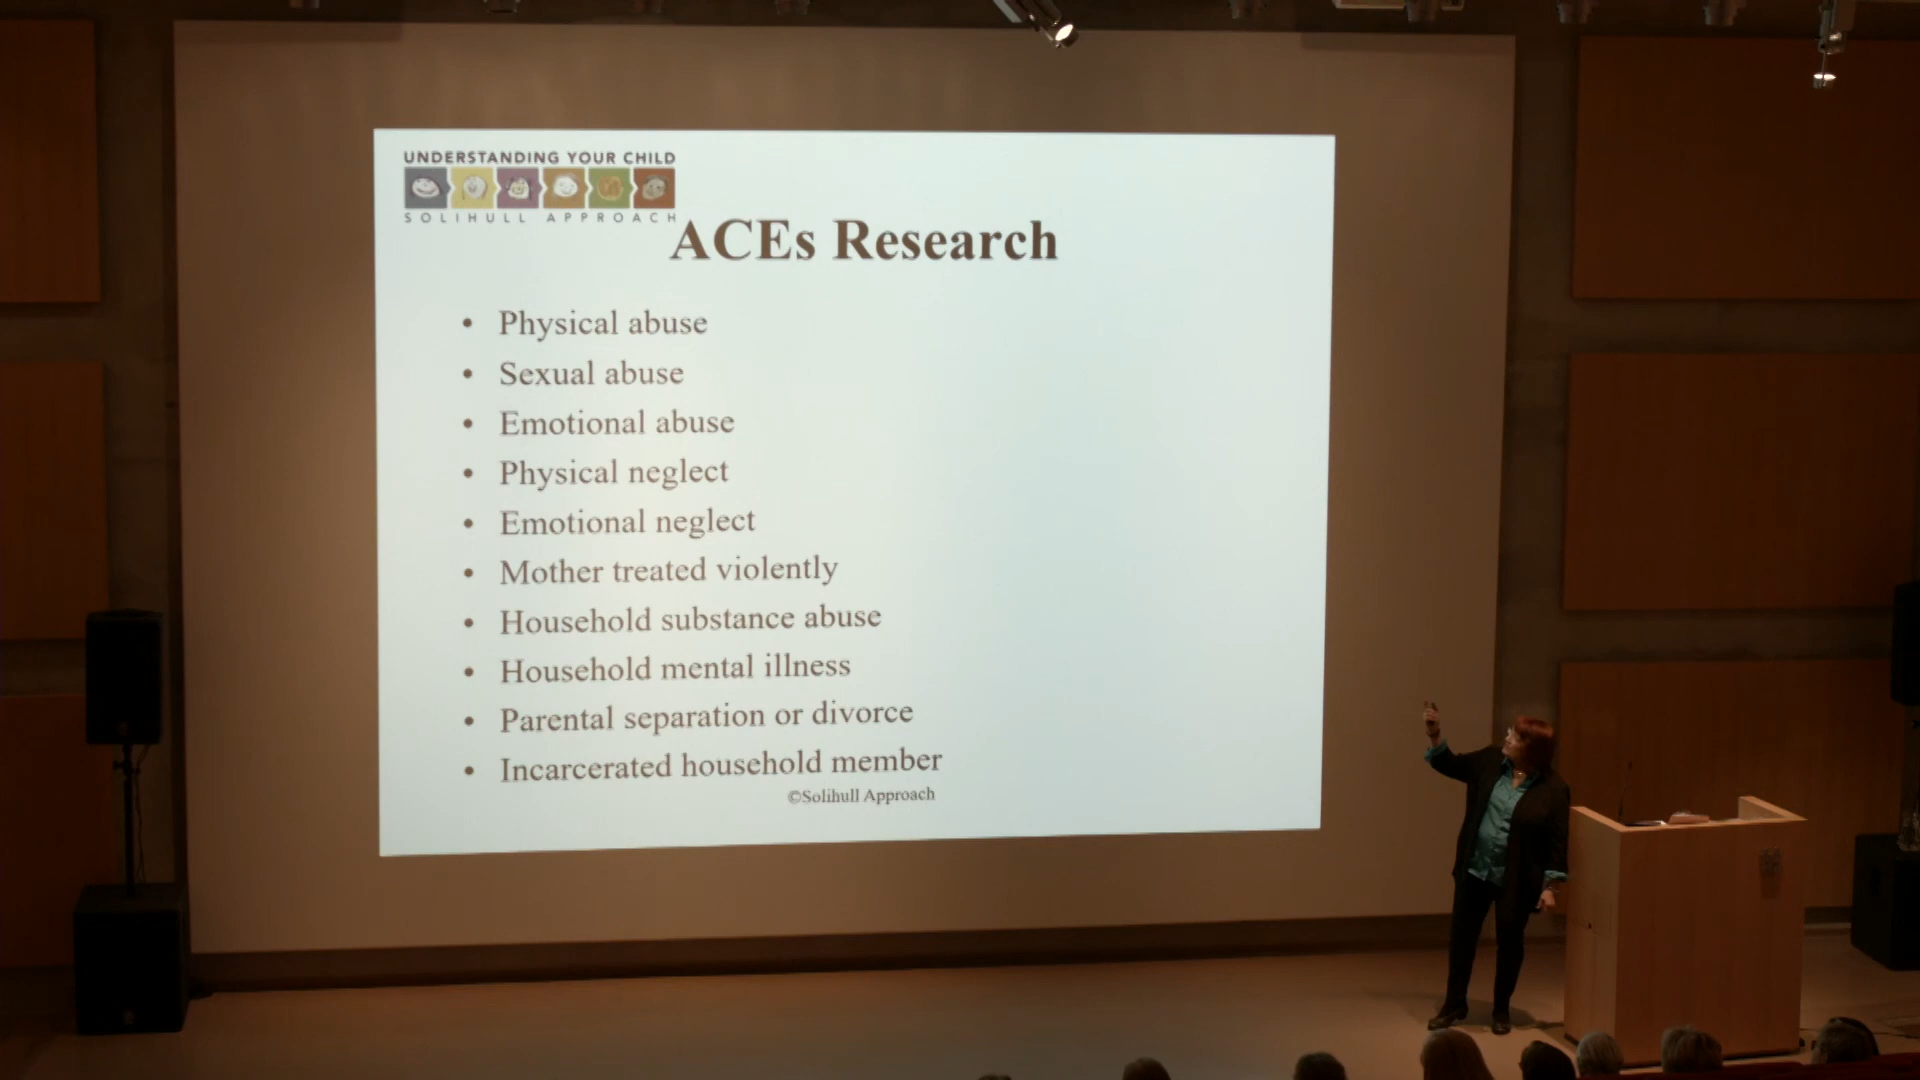 UNDERSTANDING YOUR CHILD
SOLIHULL APPROACH
ACEs Research
• Physical abuse
• Sexual abuse
• Emotional abuse
• Physical neglect
• Emotional neglect
• Mother treated violently
• Household substance abuse
• Household mental illness
• Parental separation or divorce
• Incarcerated household member
©Solihull Approach